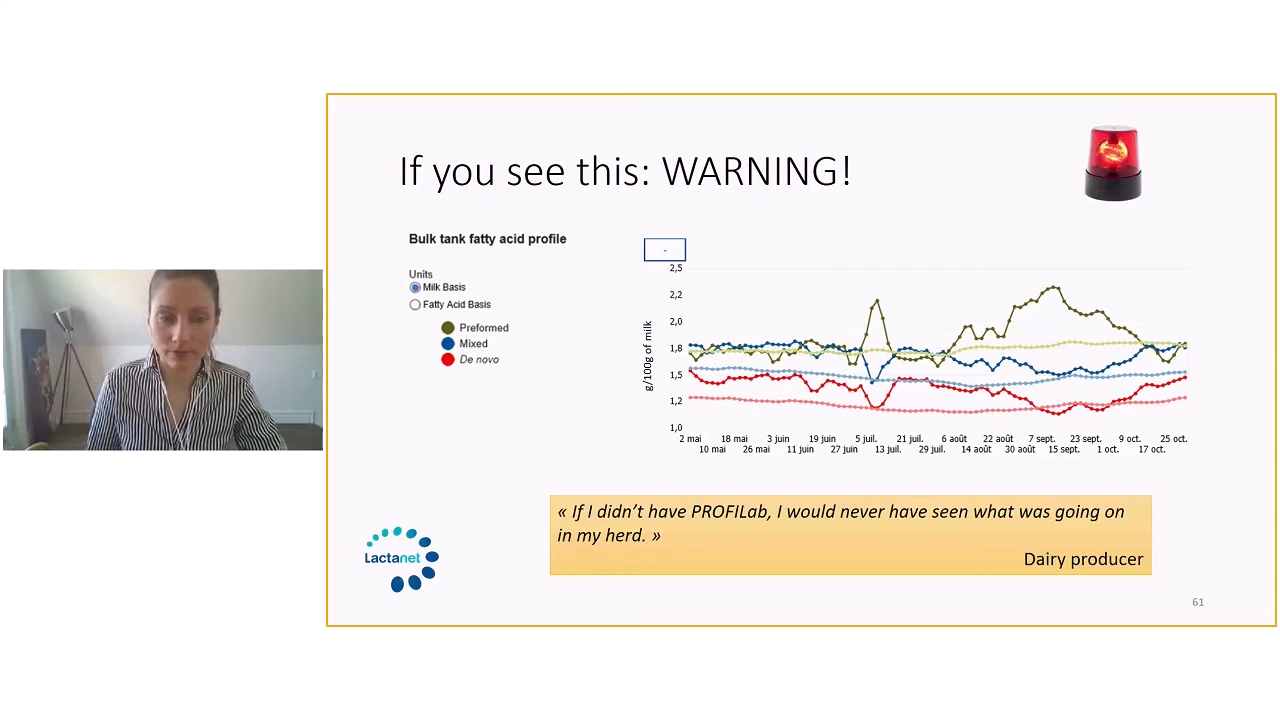 If you see this: WARNING!
Bulk tank fatty acid profile
Units
Milk Basis
Fatty Acid Basis
Preformed
Mixed
De novo
-
g/100g of milk
2,5
2,2
2,0
1,8
1,5
1,2
1,0
2 mai 18 mai 3 juin 19 juin 5 juil. 21 juil. 6 août 22 août 7 sept. 23 sept. 9 oct. 25 oct.
10 mai 26 mai 11 juin 27 juin 13 juil. 29 juil. 14 août 30 août 15 sept. 1 oct. 17 oct.
« If I didn't have PROFILab, I would never have seen what was going on
in my herd. »
Dairy producer
Lactanet
61